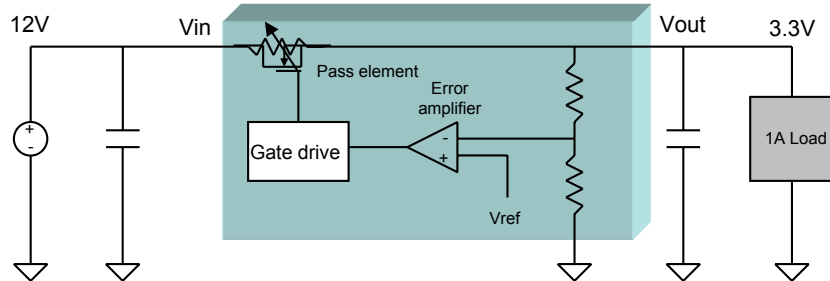 12V
Vin
Vout
3.3V
Pass element
Error
amplifier
+
-
Gate drive
-
+
1A Load
Vref